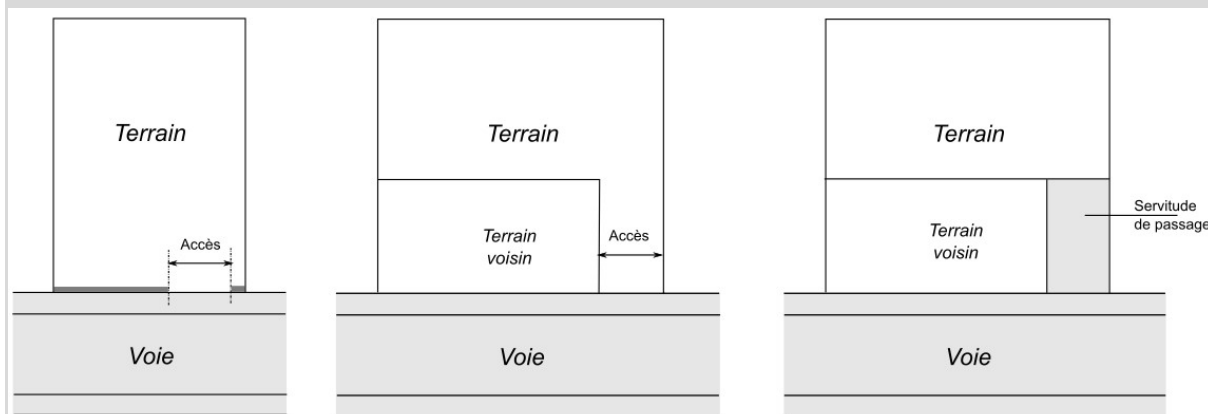 Terrain
Accès
Voie
Terrain
Terrain
voisin
Accès
Voie
Terrain
Terrain
voisin
Servitude
de passage
Voie